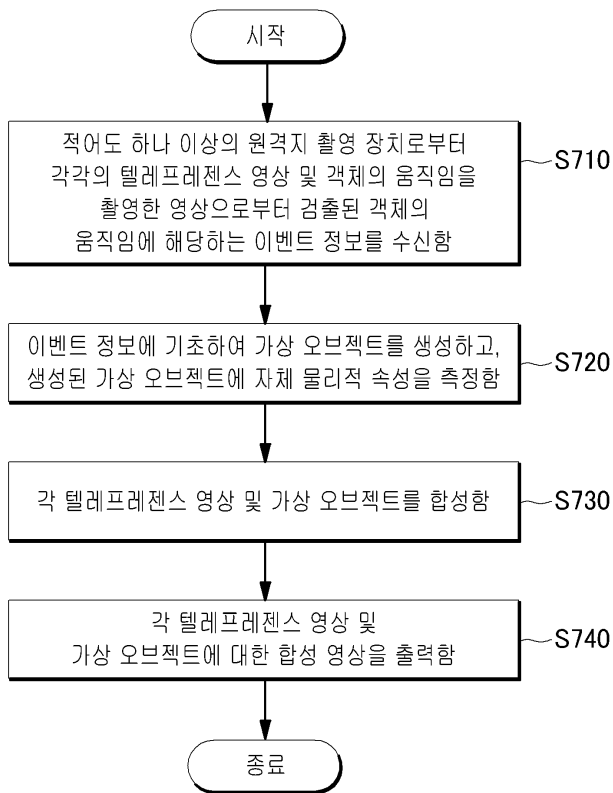 시작
적어도 하나 이상의 원격지 촬영 장치로부터
각각의 텔레프레젠스 영상 및 객체의 움직임을
촬영한 영상으로부터 검출된 객체의
움직임에 해당하는 이벤트 정보를 수신함
S710
이벤트 정보에 기초하여 가상 오브젝트를 생성하고,
생성된 가상 오브젝트에 자체 물리적 속성을 측정함
S720
각 텔레프레젠스 영상 및 가상 오브젝트를 합성함
S730
각 텔레프레젠스 영상 및
가상 오브젝트에 대한 합성 영상을 출력함
S740
종료